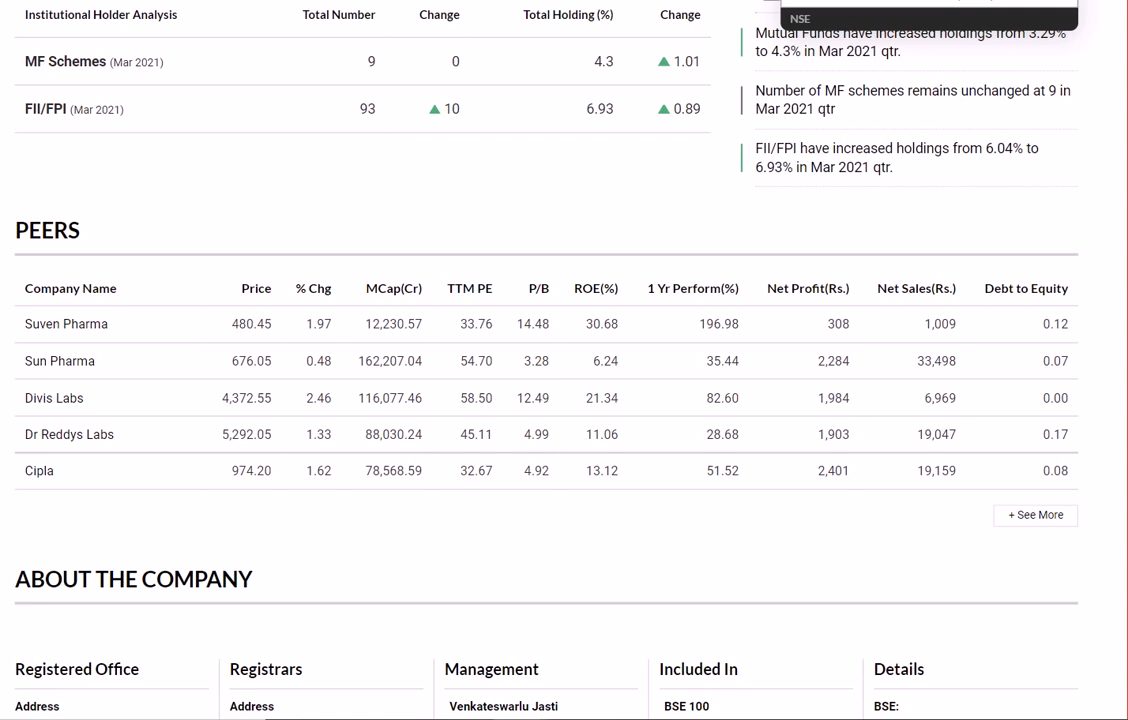 Institutional Holder Analysis Total Number Change Total Holding (%) Change
MF Schemes (Mar 2021) 9 0 4.3 1.01
FII/FPI (Mar 2021) 93 10 6.93 0.89
NSE
Mutual Funds have increased holdings from 3.29%
to 4.3% in Mar 2021 qtr.
Number of MF schemes remains unchanged at 9 in
Mar 2021 qtr
FII/FPI have increased holdings from 6.04% to
6.93% in Mar 2021 qtr.
PEERS
Company Name Price % Chg MCap(Cr) TTM PE P/B ROE(%) 1 Yr Perform(%) Net Profit(Rs.) Net Sales(Rs.) Debt to Equity
Suven Pharma 480.45 1.97 12,230.57 33.76 14.48 30.68 196.98 308 1,009 0.12
Sun Pharma 676.05 0.48 162,207.04 54.70 3.28 6.24 35.44 2,284 33,498 0.07
Divis Labs 4,372.55 2.46 116,077.46 58.50 12.49 21.34 82.60 1,984 6,969 0.00
Dr Reddys Labs 5,292.05 1.33 88,030.24 45.11 4.99 11.06 28.68 1,903 19,047 0.17
Cipla 974.20 1.62 78,568.59 32.67 4.92 13.12 51.52 2,401 19,159 0.08
+ See More
ABOUT THE COMPANY
Registered Office Registrars Management Included In Details
Address Address Venkateswarlu Jasti BSE 100 BSE: